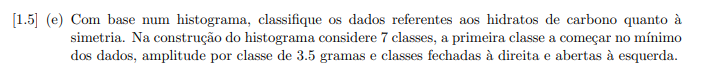 [1.5] (e) Com base num histograma, classifique os dados referentes aos hidratos de carbono quanto à
simetria. Na construção do histograma considere 7 classes, a primeira classe a começar no mínimo
dos dados, amplitude por classe de 3.5 gramas e classes fechadas à direita e abertas à esquerda.